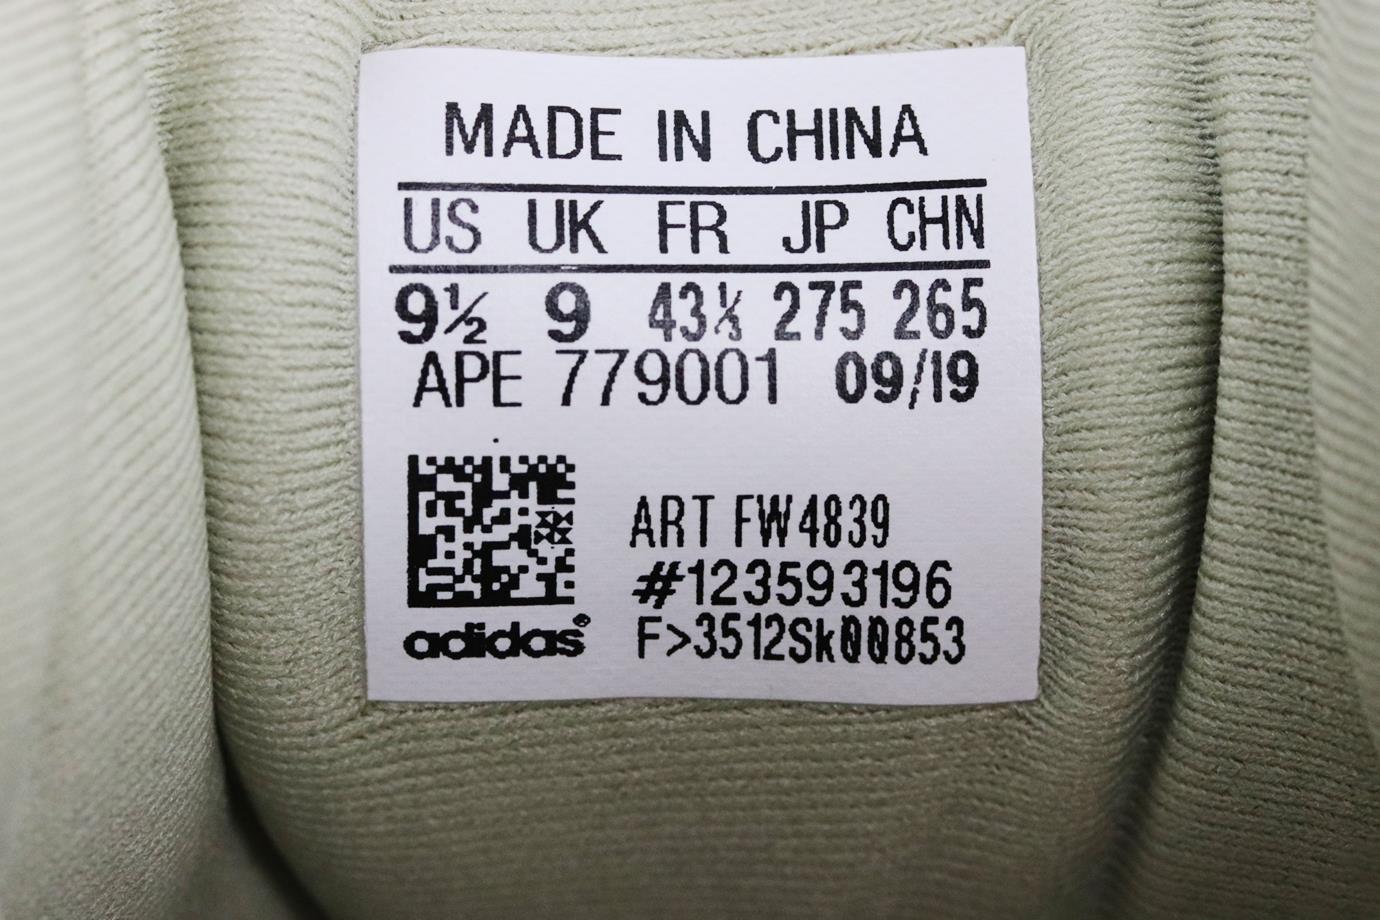 MADE IN CHINA
US UK FR JP CHN
9½ 9 43⅓ 275 265
APE 779001 09/19
ART FW4839
#123593196
adidas® F>3512Sk00853